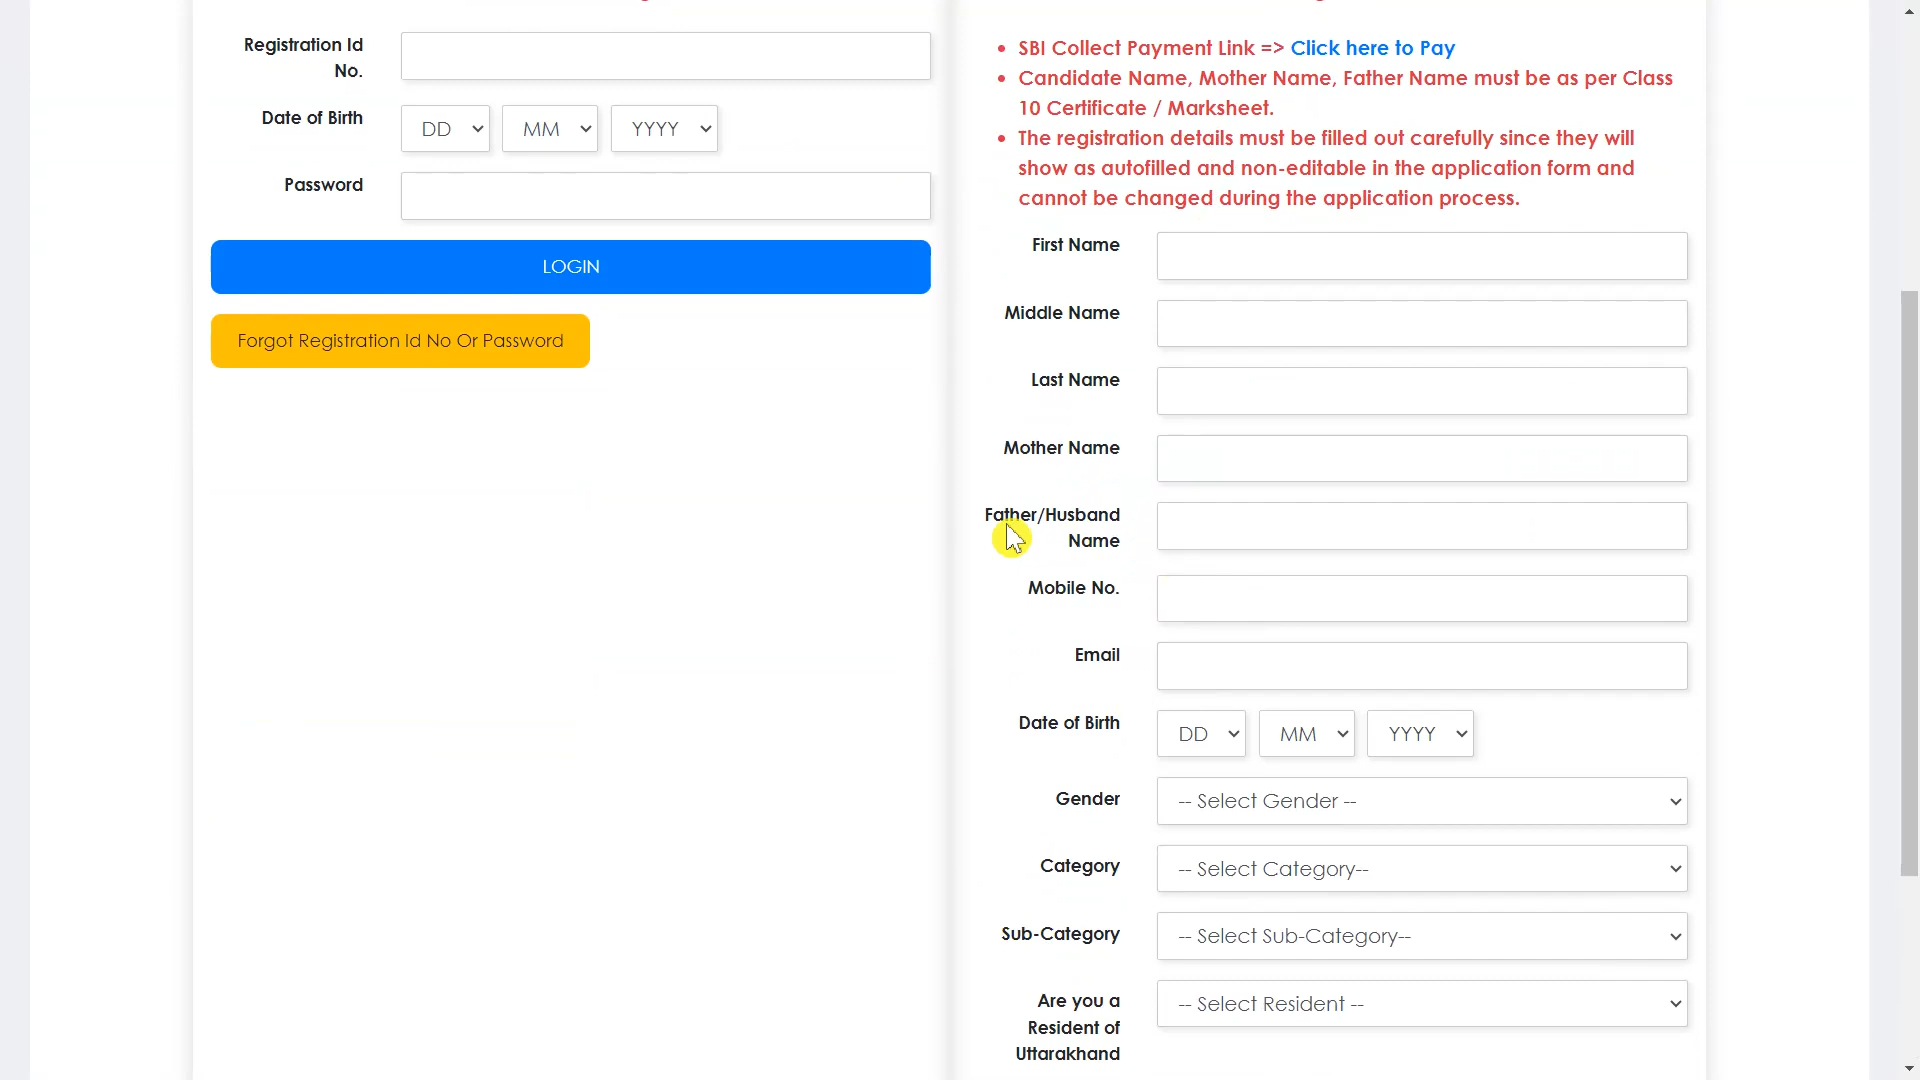 Registration Id
No.
Date of Birth
DD
MM
YYYY
Password
LOGIN
Forgot Registration Id No Or Password
SBI Collect Payment Link => Click here to Pay
Candidate Name, Mother Name, Father Name must be as per Class
10 Certificate / Marksheet.
The registration details must be filled out carefully since they will
show as autofilled and non-editable in the application form and
cannot be changed during the application process.
First Name
Middle Name
Last Name
Mother Name
Father/Husband
Name
Mobile No.
Email
Date of Birth
DD
MM
YYYY
Gender
-- Select Gender --
Category
-- Select Category--
Sub-Category
-- Select Sub-Category--
Are you a
Resident of
Uttarakhand
-- Select Resident --